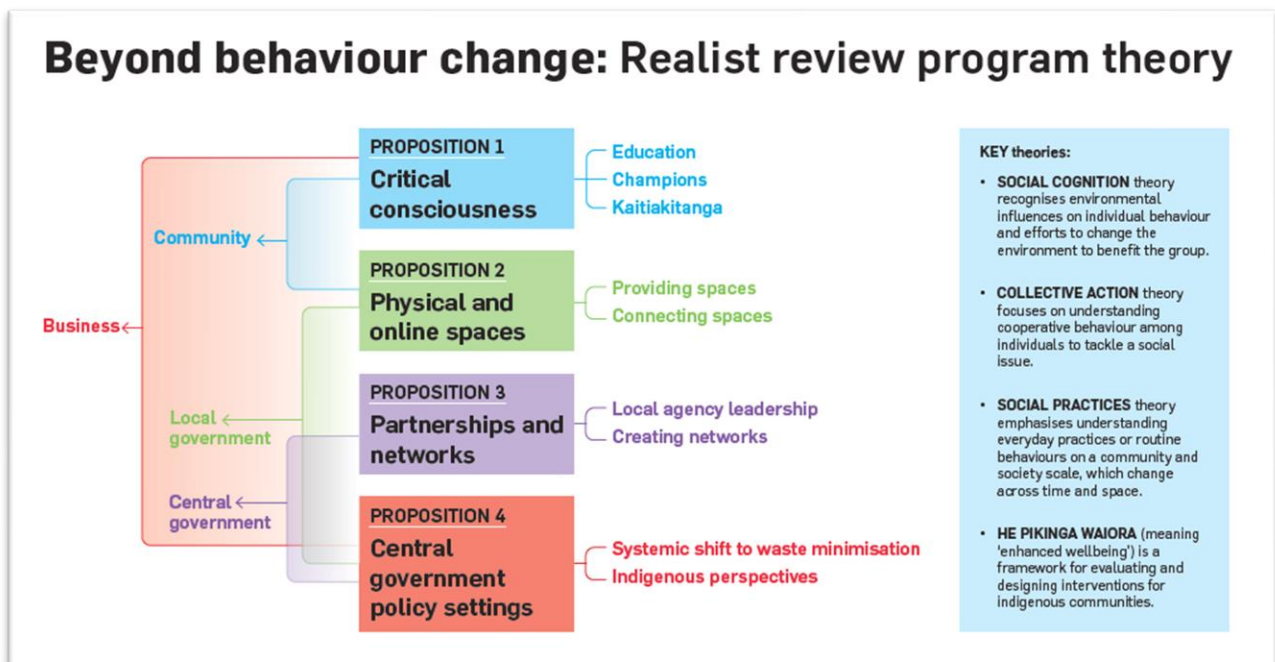 Beyond behaviour change: Realist review program theory
Business
Community
Local
government
Central
government
PROPOSITION 1
Critical
consciousness
Education
Champions
Kaitiakitanga
PROPOSITION 2
Physical and
online spaces
Providing spaces
Connecting spaces
PROPOSITION 3
Partnerships and
networks
Local agency leadership
Creating networks
PROPOSITION 4
Central
government
policy settings
Systemic shift to waste minimisation
Indigenous perspectives
KEY theories:
• SOCIAL COGNITION theory
recognises environmental
influences on individual behaviour
and efforts to change the
environment to benefit the group.
• COLLECTIVE ACTION theory
focuses on understanding
cooperative behaviour among
individuals to tackle a social
issue.
• SOCIAL PRACTICES theory
emphasises understanding
everyday practices or routine
behaviours on a community and
society scale, which change
across time and space.
• HE PIKINGA WAIORA (meaning
'enhanced wellbeing') is a
framework for evaluating and
designing interventions for
indigenous communities.